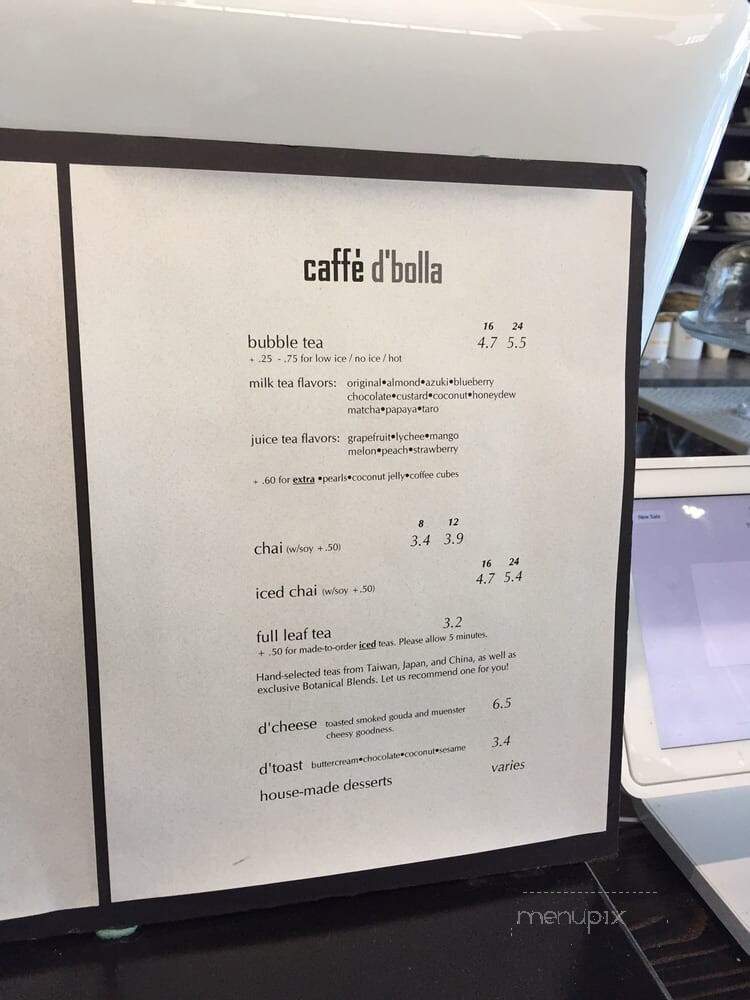 caffè d'bolla
16 24
bubble tea 4.7 5.5
+ .25 - .75 for low ice / no ice / hot
milk tea flavors: original•almond•azuki•blueberry
chocolate•custard•coconut•honeydew
matcha•papaya•taro
juice tea flavors: grapefruit•lychee•mango
melon•peach•strawberry
+ .60 for extra •pearls•coconut jelly•coffee cubes
8 12
chai (w/soy +.50) 3.4 3.9
16 24
iced chai (w/soy +.50) 4.7 5.4
full leaf tea 3.2
+ .50 for made-to-order iced teas. Please allow 5 minutes.
Hand-selected teas from Taiwan, Japan, and China, as well as
exclusive Botanical Blends. Let us recommend one for you!
d'cheese toasted smoked gouda and muenster 6.5
cheesy goodness.
d'toast buttercream•chocolate•coconut•sesame 3.4
house-made desserts varies
New Sale
menupix